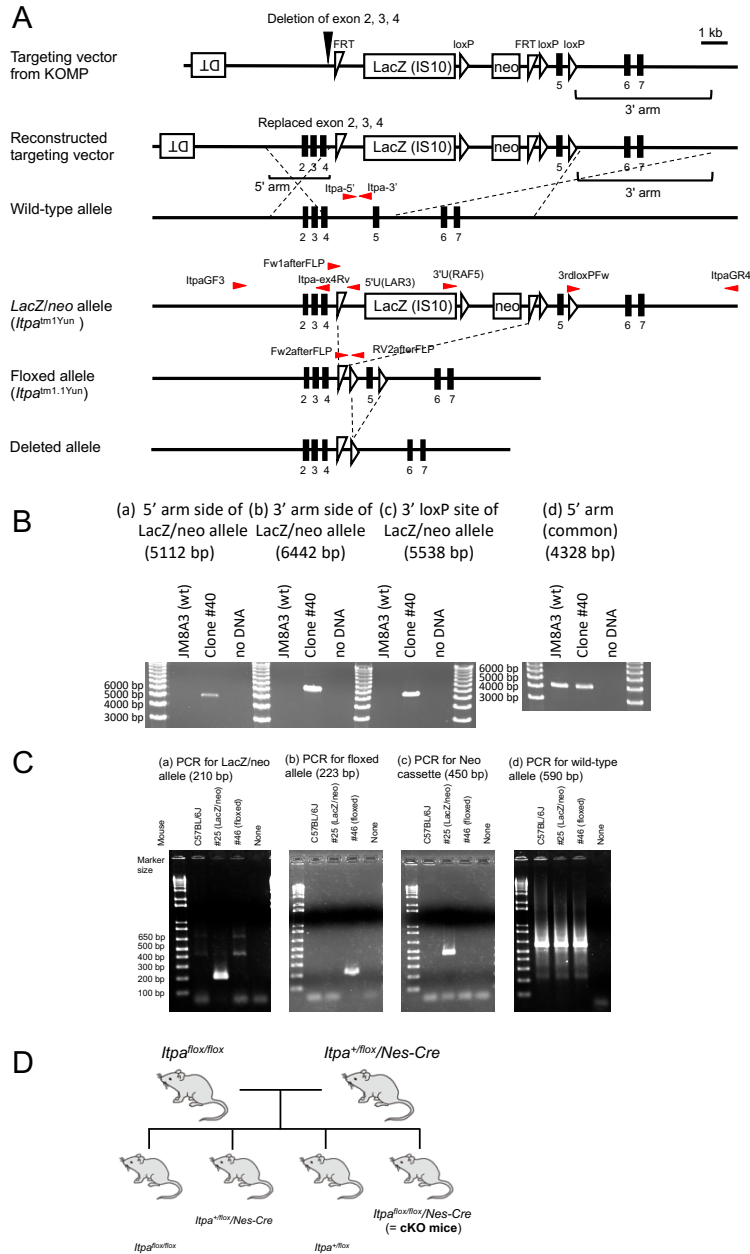 A
Deletion of exon 2, 3, 4
Targeting vector
from KOMP
DT
FRT
LacZ (IS10)
loxP
neo
FRT
loxP
loxP
1 kb
5
6 7
3' arm
Reconstructed
targeting vector
DT
Replaced exon 2, 3, 4
LacZ (IS10)
neo
2 3 4
5
6 7
5' arm
3' arm
Itpa-5'
Itpa-3'
Wild-type allele
2 3 4
5
6 7
Fw1afterFLP
ItpaGF3
Itpa-ex4Rv
5'U(LAR3)
3'U(RAF5)
3rdloxPFw
ItpaGR4
LacZ/neo allele
(Itpatm1Yun )
LacZ (IS10)
neo
2 3 4
5
6 7
Fw2afterFLP
RV2afterFLP
Floxed allele
(Itpatm1.1Yun)
2 3 4
5
6 7
Deleted allele
2 3 4
6 7
B
(a) 5' arm side of
LacZ/neo allele
(5112 bp)
(b) 3' arm side of
LacZ/neo allele
(6442 bp)
(c) 3' loxP site of
LacZ/neo allele
(5538 bp)
(d) 5' arm
(common)
(4328 bp)
JM8A3 (wt)
Clone #40
no DNA
JM8A3 (wt)
Clone #40
no DNA
JM8A3 (wt)
Clone #40
no DNA
JM8A3 (wt)
Clone #40
no DNA
6000 bp
5000 bp
4000 bp
3000 bp
6000 bp
5000 bp
4000 bp
3000 bp
C
(a) PCR for LacZ/neo
allele (210 bp)
(b) PCR for floxed
allele (223 bp)
(c) PCR for Neo
cassette (450 bp)
(d) PCR for wild-type
allele (590 bp)
Mouse
C57BL/6J
#25 (LacZ/neo)
#46 (floxed)
None
C57BL/6J
#25 (LacZ/neo)
#46 (floxed)
None
C57BL/6J
#25 (LacZ/neo)
#46 (floxed)
None
C57BL/6J
#25 (LacZ/neo)
#46 (floxed)
None
Marker
size
650 bp
500 bp
400 bp
300 bp
200 bp
100 bp
D
Itpaflox/flox
Itpa+/flox/Nes-Cre
Itpaflox/flox
Itpa+/flox/Nes-Cre
Itpa+/flox
Itpaflox/flox/Nes-Cre
(= cKO mice)